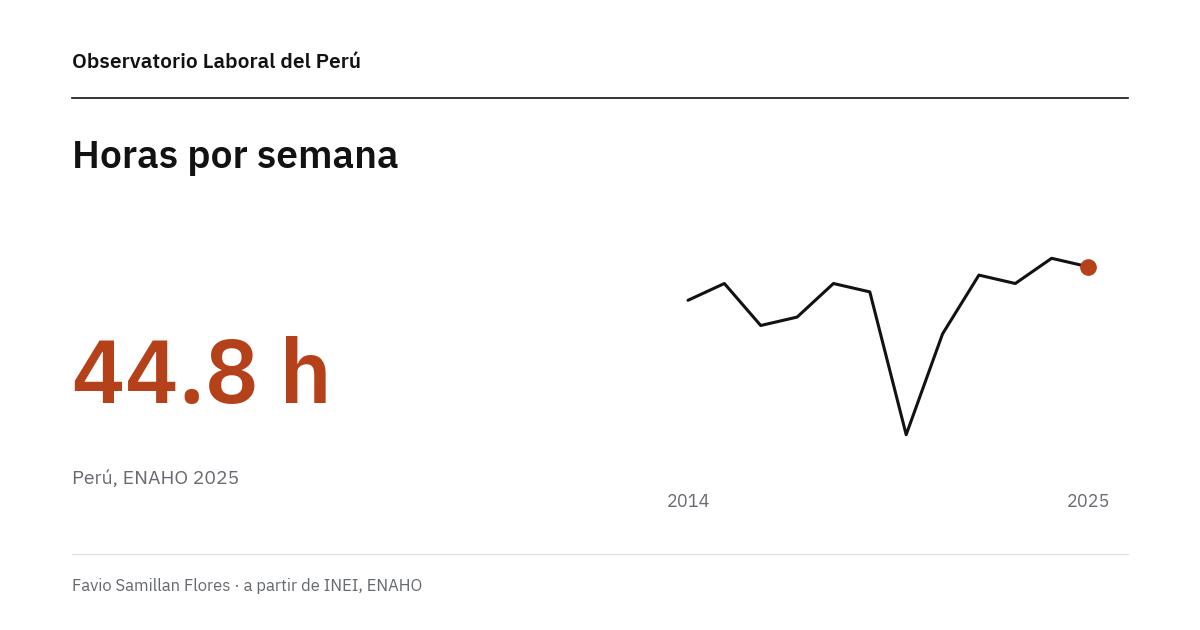 Observatorio Laboral del Perú
Horas por semana
44.8 h
Perú, ENAHO 2025
2014
2025
Favio Samillan Flores · a partir de INEI, ENAHO